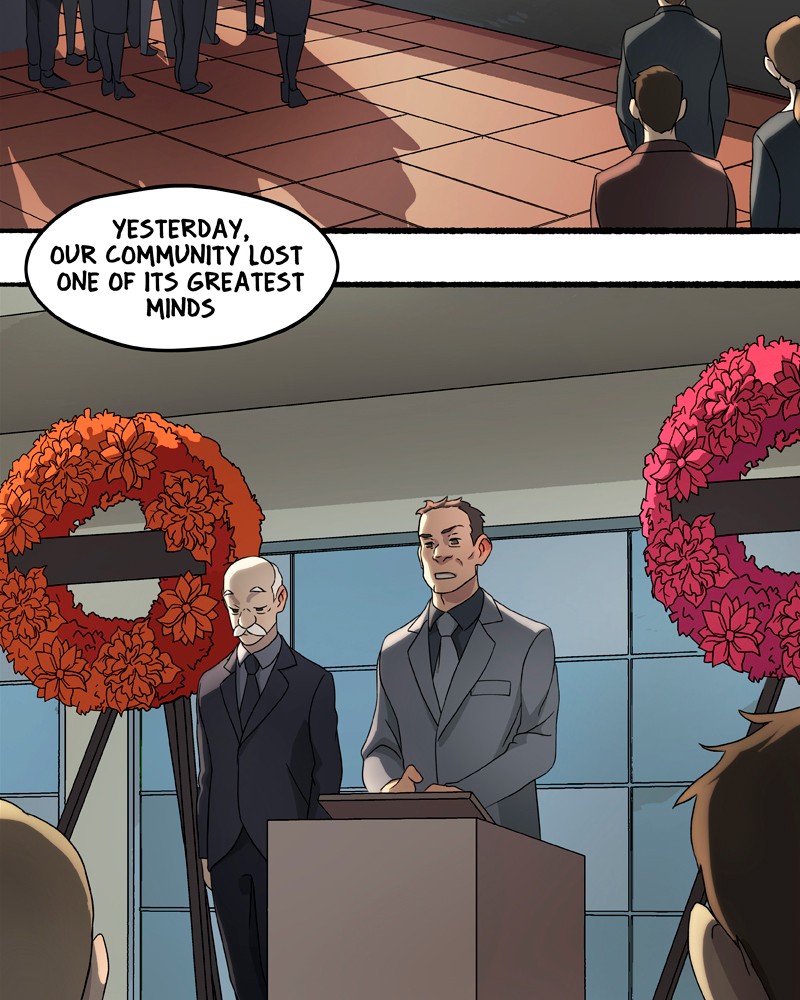 YESTERDAY,
OUR COMMUNITY LOST
ONE OF ITS GREATEST
MINDS